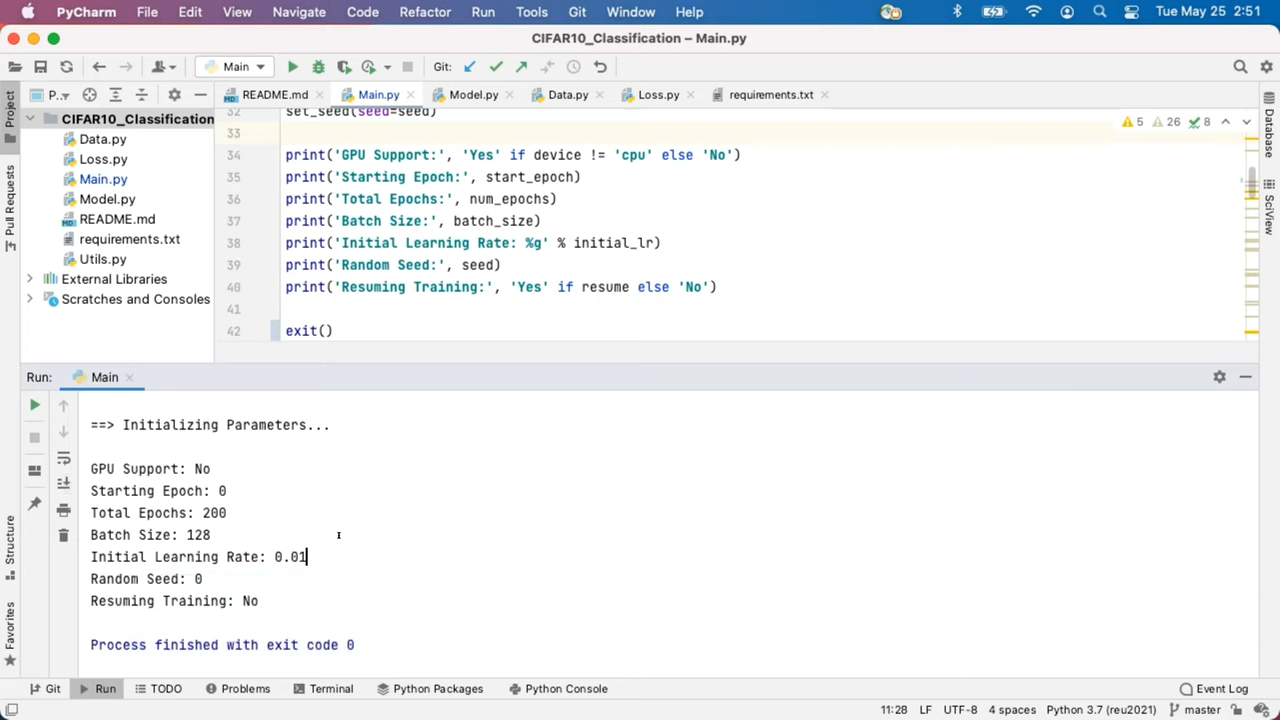 PyCharm File Edit View Navigate Code Refactor Run Tools Git Window Help Tue May 25 2:51
CIFAR10_Classification – Main.py
Main Git:
Project
P..
README.md Main.py Model.py Data.py Loss.py requirements.txt
Database
CIFAR10_Classification
Data.py
Loss.py
Main.py
Model.py
README.md
requirements.txt
Utils.py
External Libraries
Scratches and Consoles
Pull Requests
SciView
5 26 8
32 set_seed(seed=seed)
33
34 print('GPU Support:', 'Yes' if device != 'cpu' else 'No')
35 print('Starting Epoch:', start_epoch)
36 print('Total Epochs:', num_epochs)
37 print('Batch Size:', batch_size)
38 print('Initial Learning Rate: %g' % initial_lr)
39 print('Random Seed:', seed)
40 print('Resuming Training:', 'Yes' if resume else 'No')
41
42 exit()
Run: Main
==> Initializing Parameters...
GPU Support: No
Starting Epoch: 0
Total Epochs: 200
Batch Size: 128
Initial Learning Rate: 0.01
Random Seed: 0
Resuming Training: No
Process finished with exit code 0
Structure
Favorites
Git Run TODO Problems Terminal Python Packages Python Console Event Log
11:28 LF UTF-8 4 spaces Python 3.7 (reu2021) master